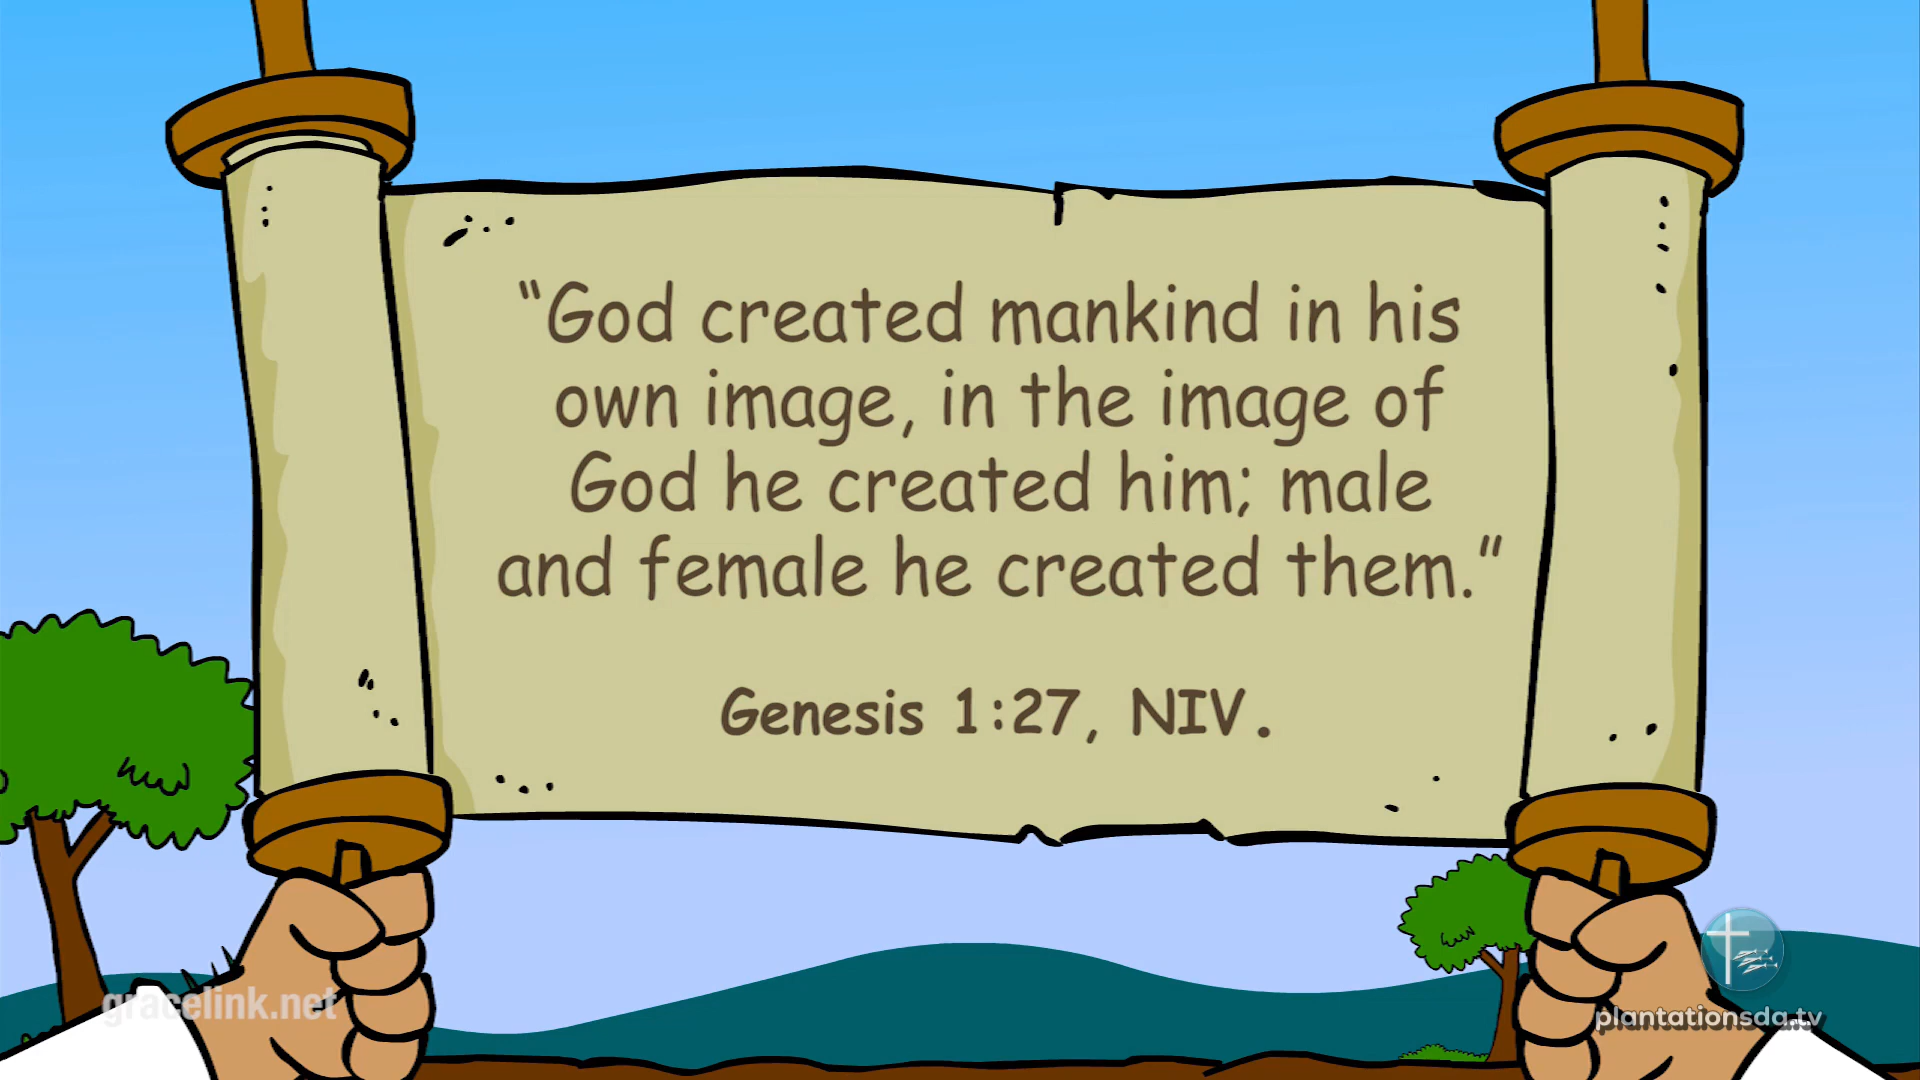 “God created mankind in his
own image, in the image of
God he created him; male
and female he created them.”
Genesis 1:27, NIV.
gracelink.net
plantationsda.tv